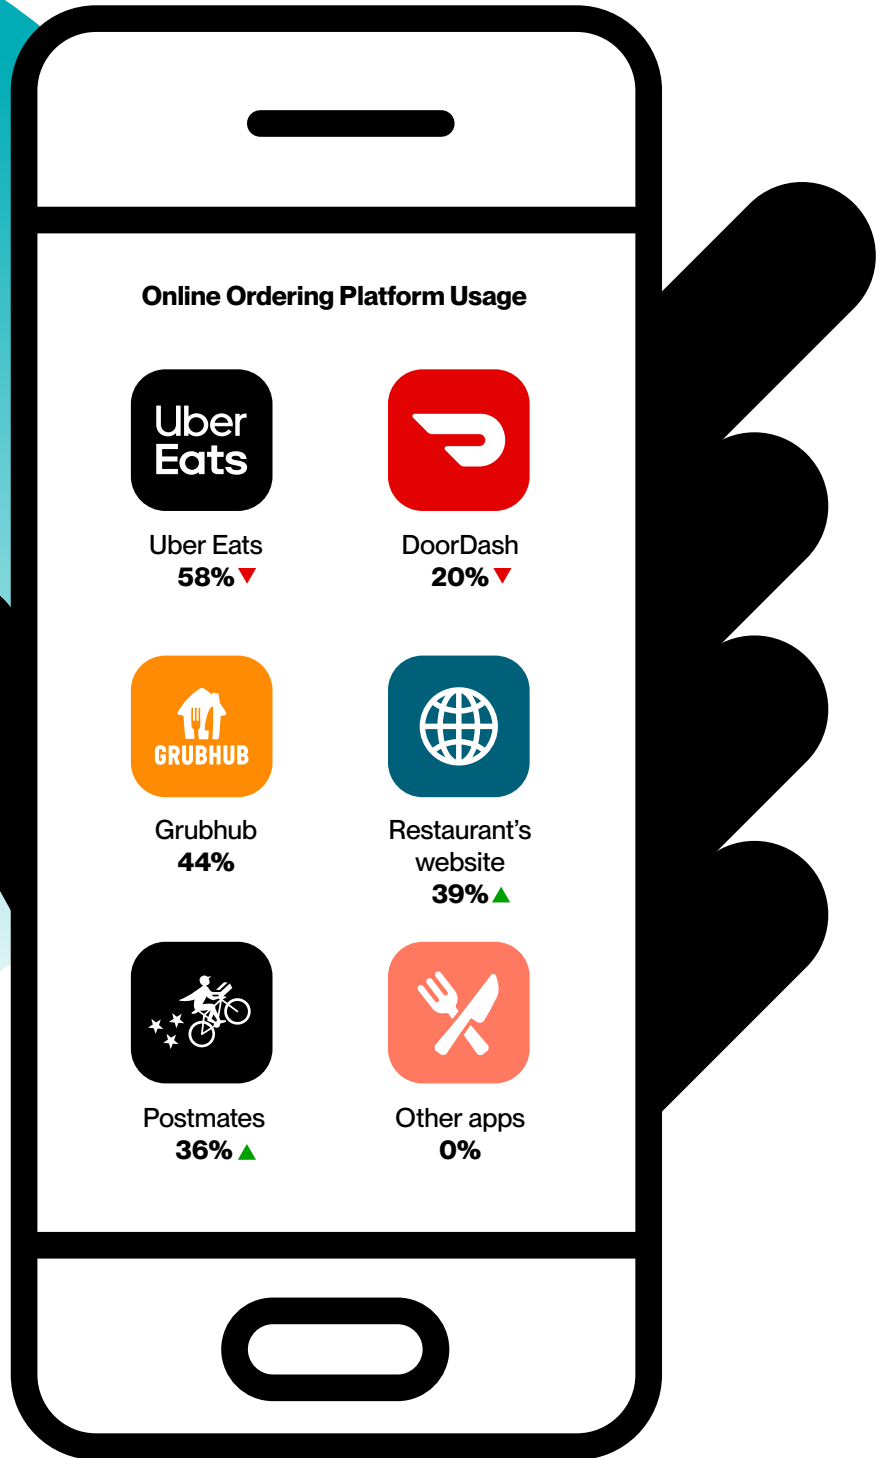 Online Ordering Platform Usage
Uber
Eats
Uber Eats
58%
DoorDash
20%
GRUBHUB
Grubhub
44%
Restaurant's
website
39%
Postmates
36%
Other apps
0%